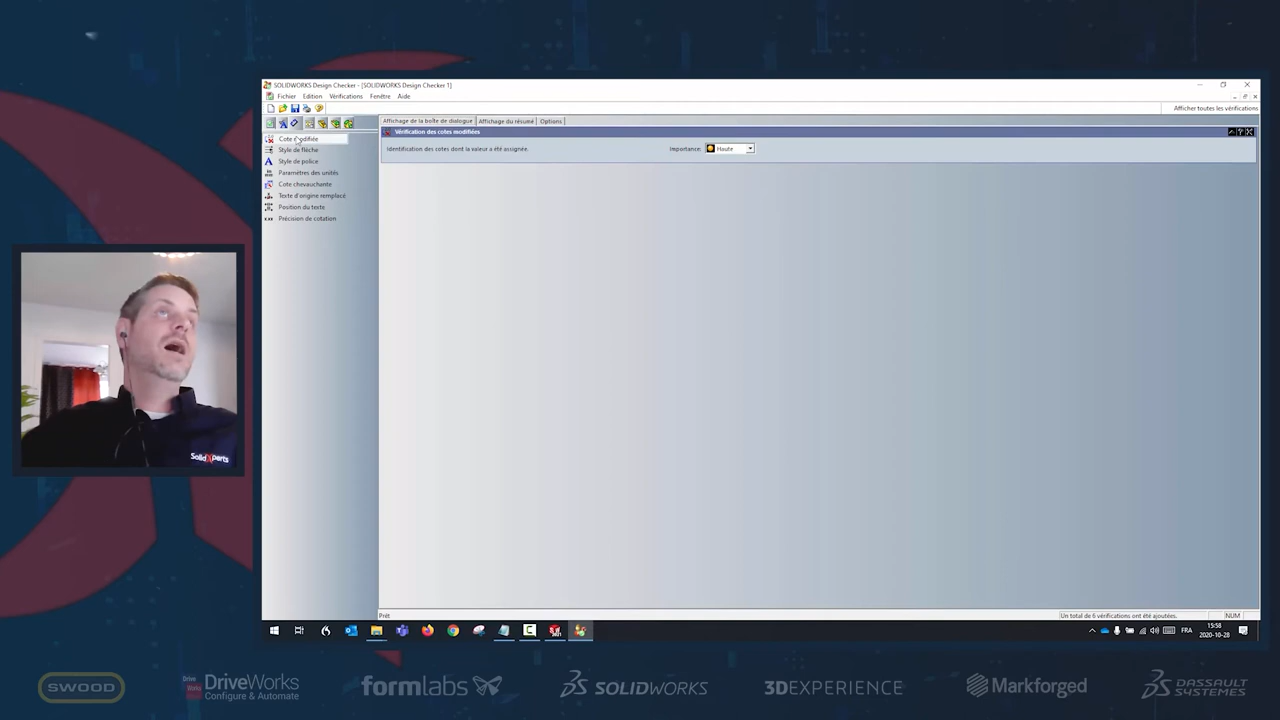 SOLIDWORKS Design Checker - [SOLIDWORKS Design Checker 1]
Fichier Edition Vérifications Fenêtre Aide
Afficher toutes les vérifications
Cote modifiée
Style de flèche
Style de police
Paramètres des unités
Cote chevauchante
Texte d'origine remplacé
Position du texte
Précision de cotation
Affichage de la boîte de dialogue Affichage du résumé Options
Vérification des cotes modifiées
Identification des cotes dont la valeur a été assignée. Importance: Haute
SolidXperts
Prêt Un total de 6 vérifications ont été ajoutées. NUM
FRA 15:58
2020-10-28
SWOOD
DriveWorks
Configure & Automate
formlabs
SOLIDWORKS
3DEXPERIENCE
Markforged
DASSAULT
SYSTEMES